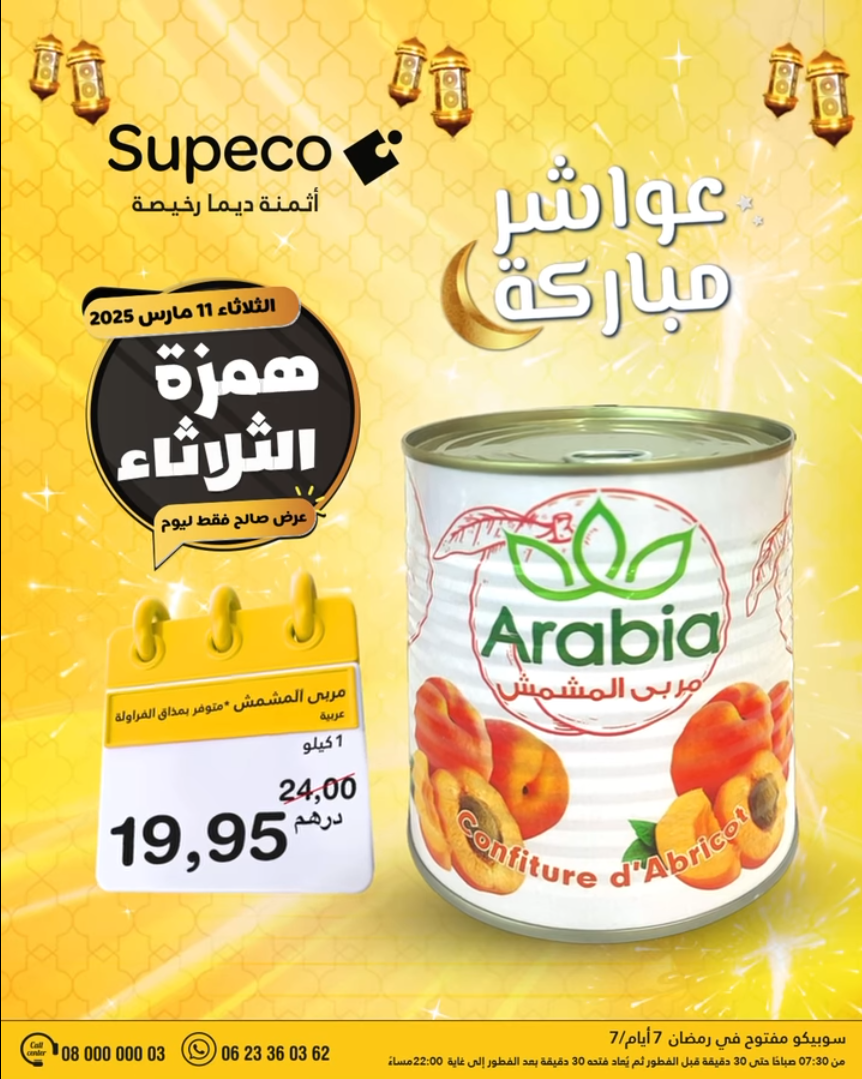 Supeco
أثمنة ديما رخيصة
عواشر
مباركة
الثلاثاء 11 مارس 2025
همزة
الثلاثاء
عرض صالح فقط ليوم
مربى المشمش *متوفر بمذاق الفراولة
عربية
1 كيلو
24,00
19,95 درهم
Arabia
مربى المشمش
Confiture d'Abricot
سوبيكو مفتوح في رمضان 7 أيام/7
من 07:30 صباحًا حتى 30 دقيقة قبل الفطور ثم يُعاد فتحه 30 دقيقة بعد الفطور إلى غاية 22:00 مساءً
Call center
08 000 000 03
06 23 36 03 62